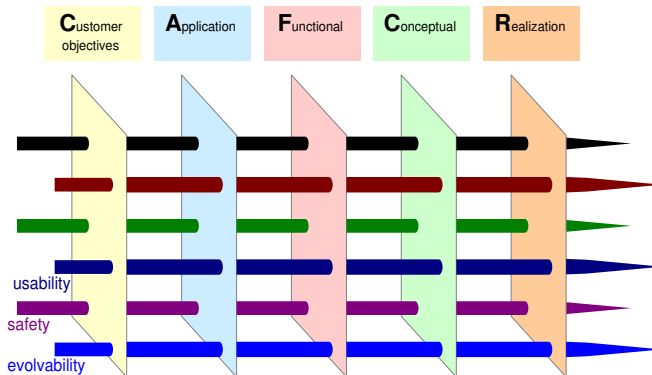 Customer
objectives
Application
Functional
Conceptual
Realization
usability
safety
evolvability